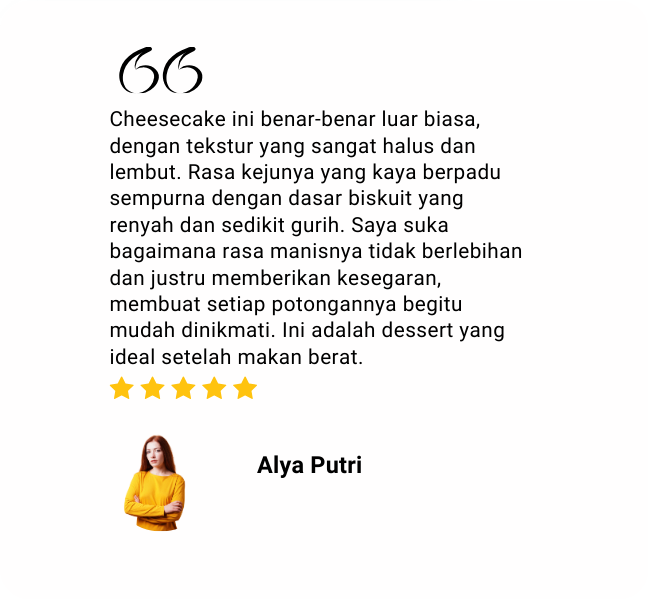 Cheesecake ini benar-benar luar biasa,
dengan tekstur yang sangat halus dan
lembut. Rasa kejunya yang kaya berpadu
sempurna dengan dasar biskuit yang
renyah dan sedikit gurih. Saya suka
bagaimana rasa manisnya tidak berlebihan
dan justru memberikan kesegaran,
membuat setiap potongannya begitu
mudah dinikmati. Ini adalah dessert yang
ideal setelah makan berat.
Alya Putri